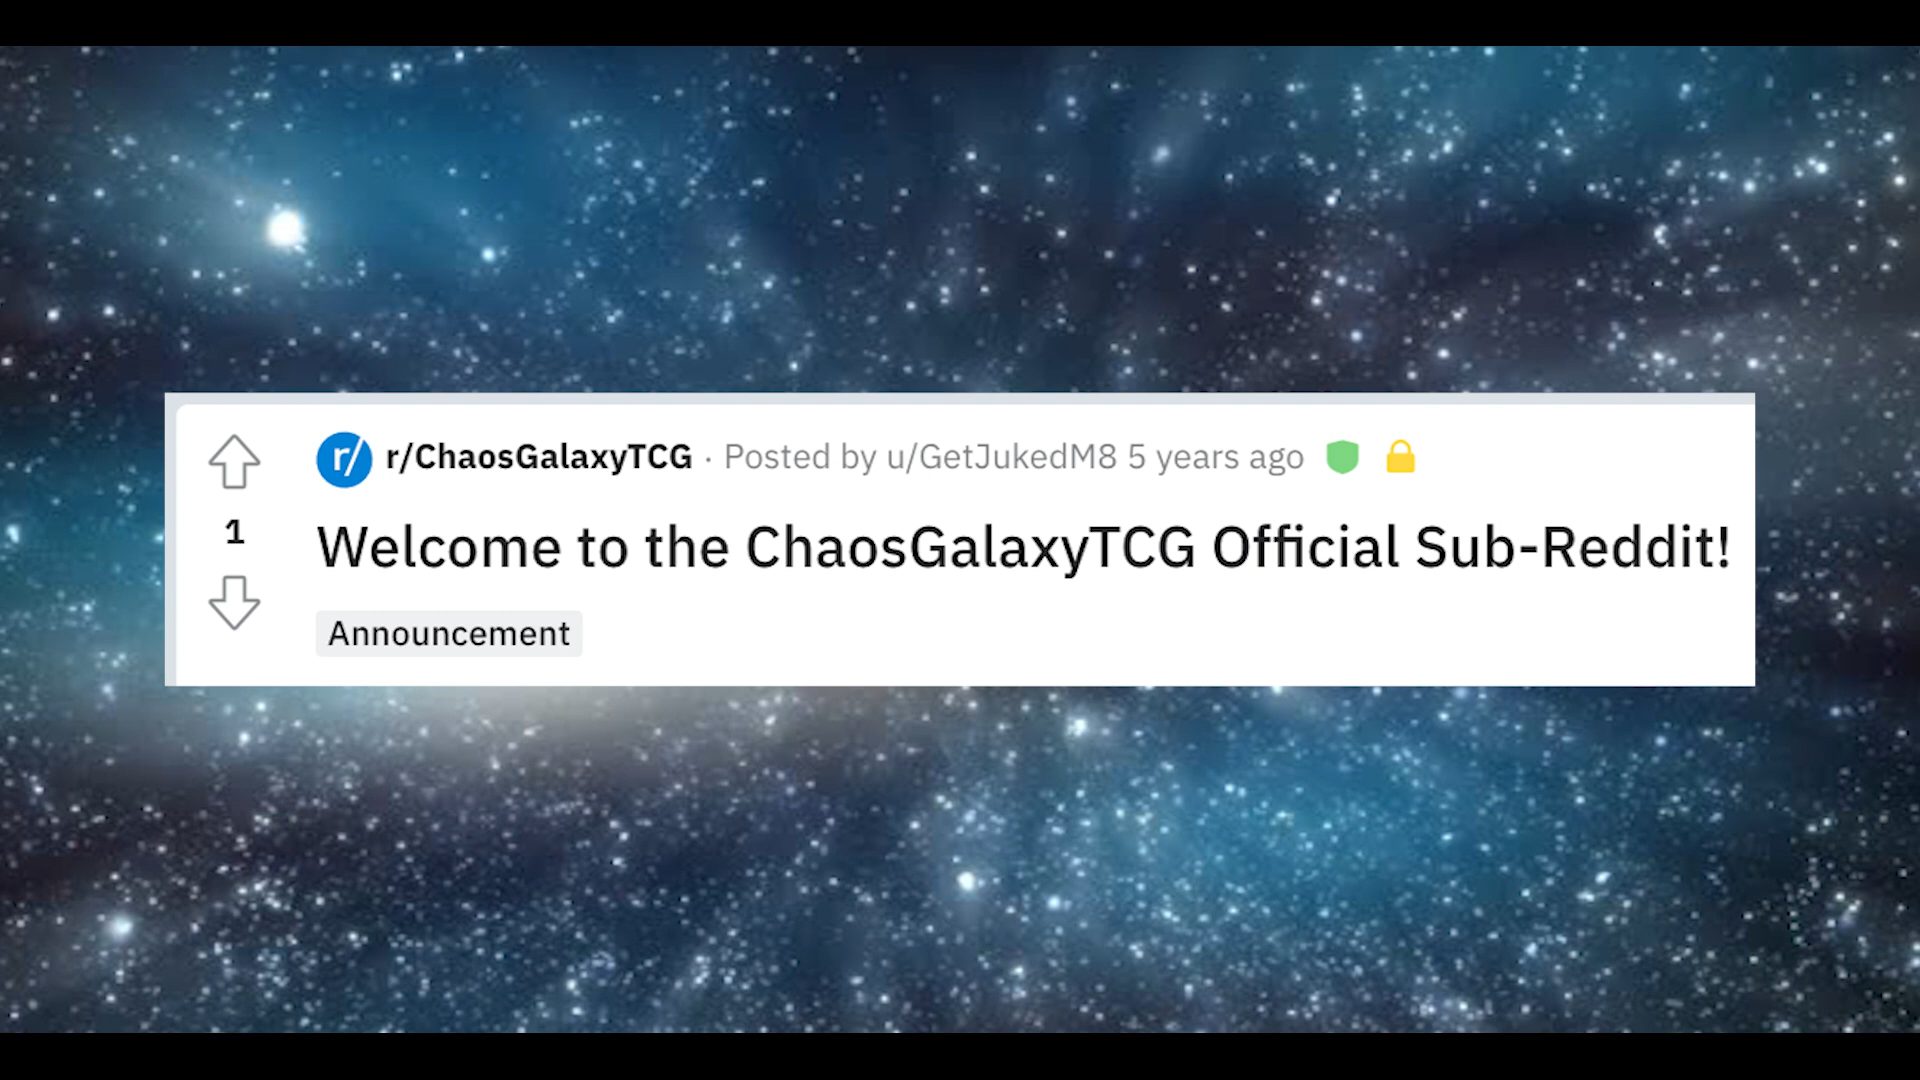 r/ r/ChaosGalaxyTCG · Posted by u/GetJukedM8 5 years ago
1
Welcome to the ChaosGalaxyTCG Official Sub-Reddit!
Announcement